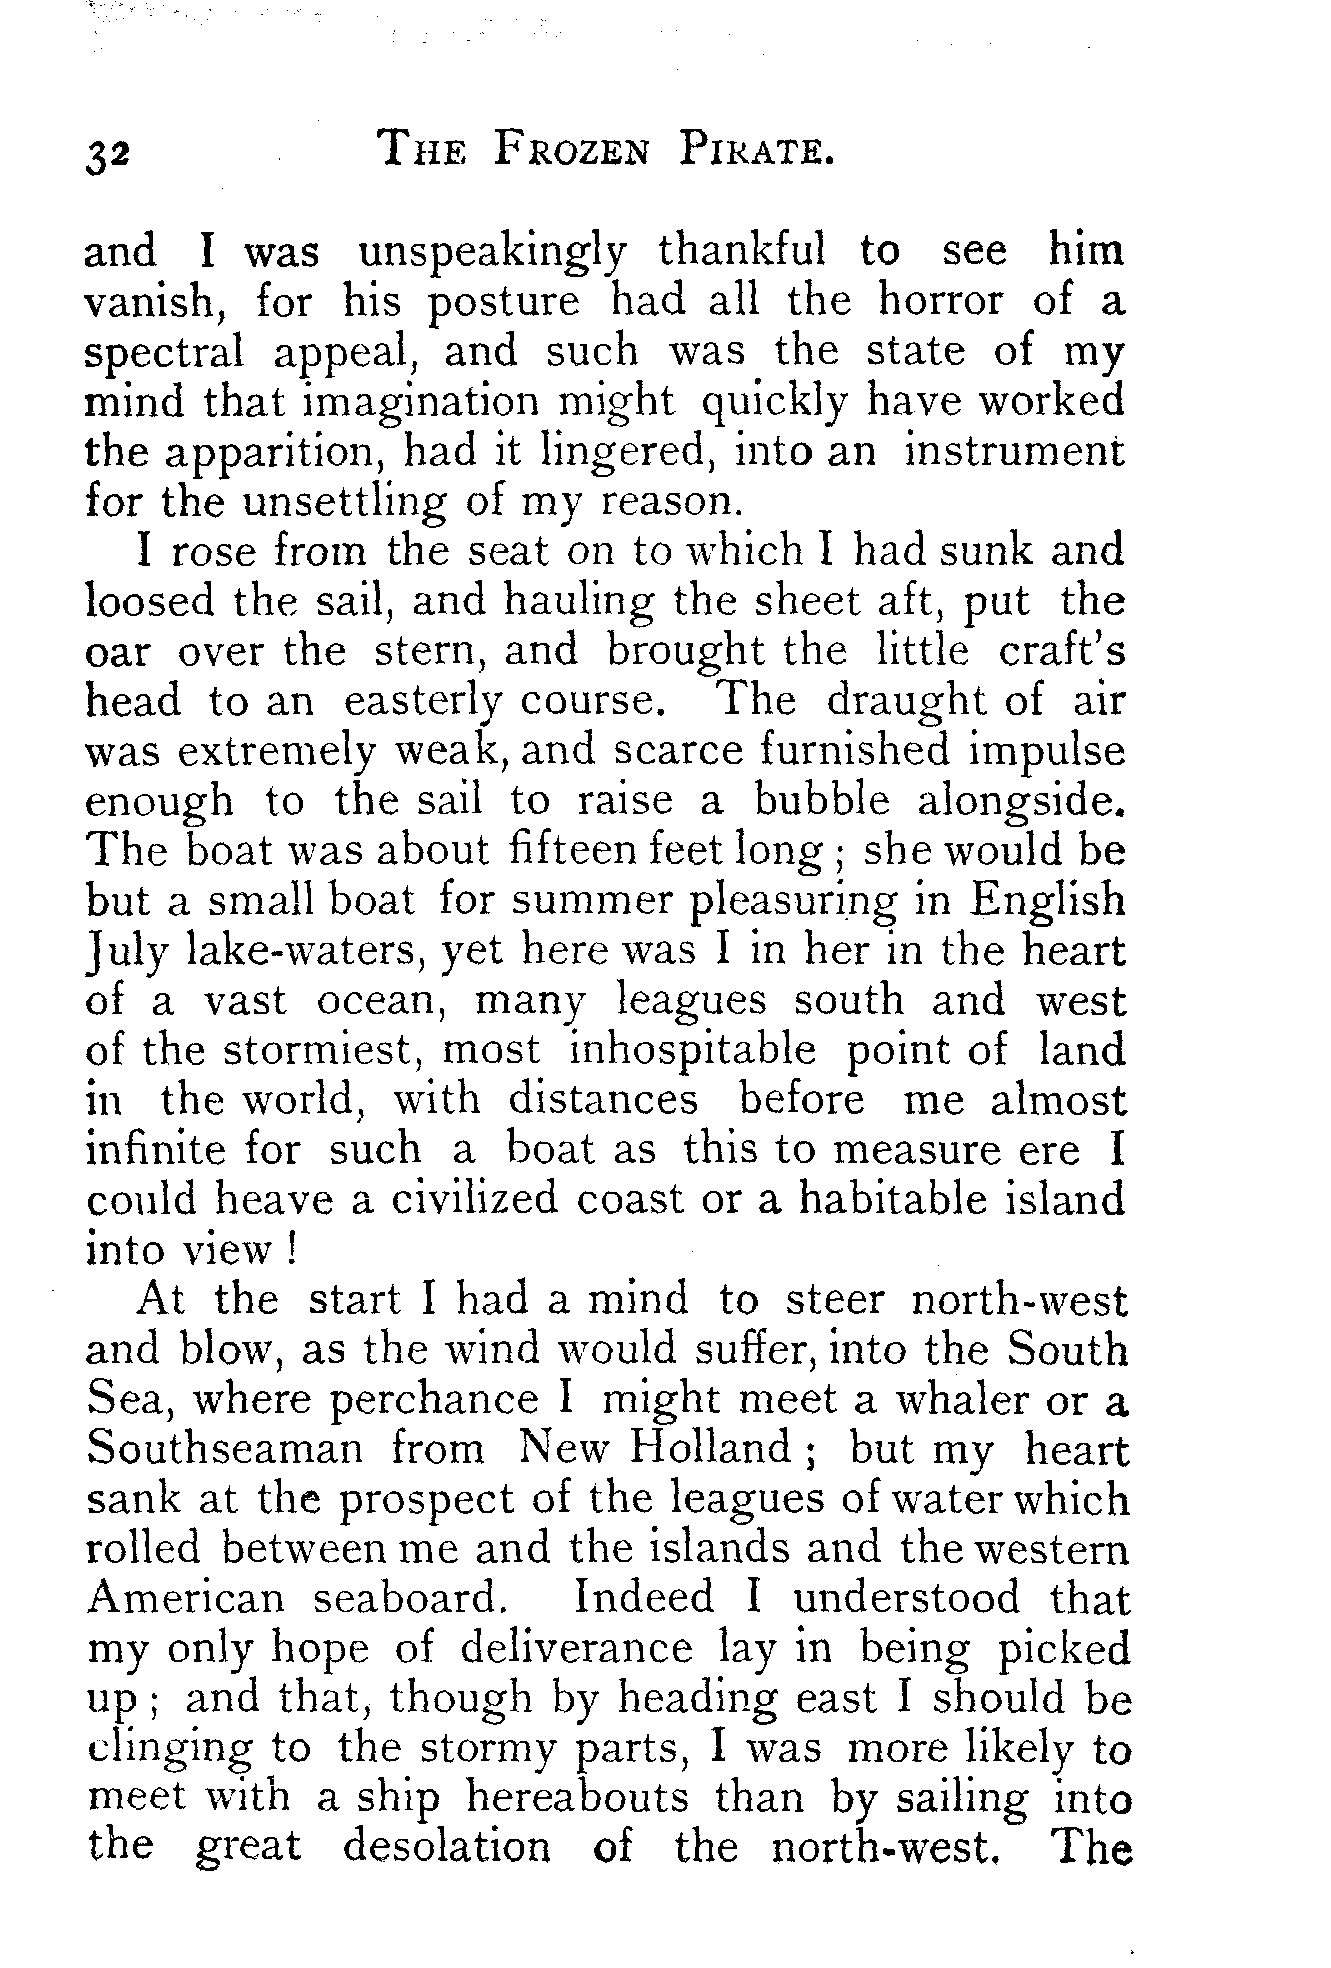 32 THE FROZEN PIRATE.
and I was unspeakingly thankful to see him
vanish, for his posture had all the horror of a
spectral appeal, and such was the state of my
mind that imagination might quickly have worked
the apparition, had it lingered, into an instrument
for the unsettling of my reason.
I rose from the seat on to which I had sunk and
loosed the sail, and hauling the sheet aft, put the
oar over the stern, and brought the little craft's
head to an easterly course. The draught of air
was extremely weak, and scarce furnished impulse
enough to the sail to raise a bubble alongside.
The boat was about fifteen feet long ; she would be
but a small boat for summer pleasuring in English
July lake-waters, yet here was I in her in the heart
of a vast ocean, many leagues south and west
of the stormiest, most inhospitable point of land
in the world, with distances before me almost
infinite for such a boat as this to measure ere I
could heave a civilized coast or a habitable island
into view !
At the start I had a mind to steer north-west
and blow, as the wind would suffer, into the South
Sea, where perchance I might meet a whaler or a
Southseaman from New Holland ; but my heart
sank at the prospect of the leagues of water which
rolled between me and the islands and the western
American seaboard. Indeed I understood that
my only hope of deliverance lay in being picked
up ; and that, though by heading east I should be
clinging to the stormy parts, I was more likely to
meet with a ship hereabouts than by sailing into
the great desolation of the north-west. The